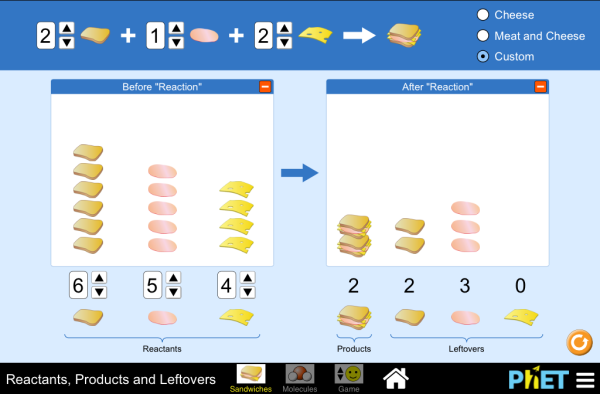 Cheese
2 + 1 + 2
Meat and Cheese
Custom
Before "Reaction"
After "Reaction"
6 5 4
2 2 3 0
Reactants
Products
Leftovers
Reactants, Products and Leftovers
Sandwiches
Molecules
Game
PhET